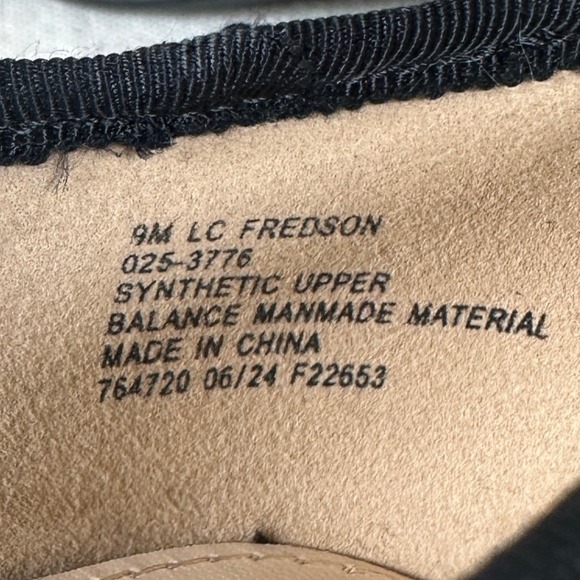 9M LC FREDSON
025-3776
SYNTHETIC UPPER
BALANCE MANMADE MATERIAL
MADE IN CHINA
764720 06/24 F22653